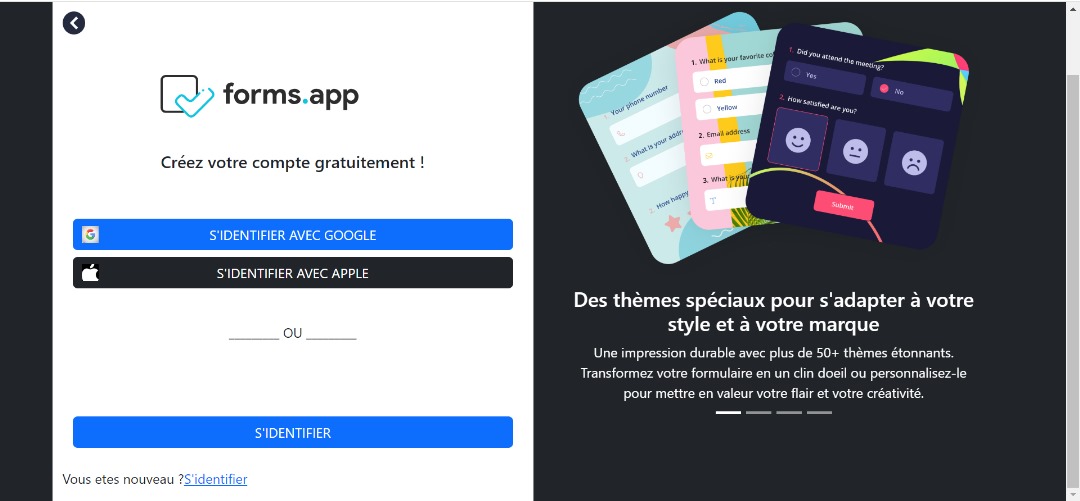 forms.app
Créez votre compte gratuitement !
S'IDENTIFIER AVEC GOOGLE
S'IDENTIFIER AVEC APPLE
_______ OU _______
S'IDENTIFIER
Vous etes nouveau ?S'identifier
1. Your phone number
2. What is your
3. How happy
1. What is your favorite
Red
Yellow
2. Email address
3. What is your
1. Did you attend the meeting?
Yes
No
2. How satisfied are you?
Submit
Des thèmes spéciaux pour s'adapter à votre
style et à votre marque
Une impression durable avec plus de 50+ thèmes étonnants.
Transformez votre formulaire en un clin doeil ou personnalisez-le
pour mettre en valeur votre flair et votre créativité.